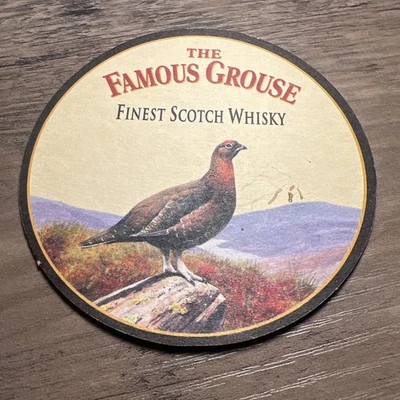 THE
FAMOUS GROUSE
FINEST SCOTCH WHISKY